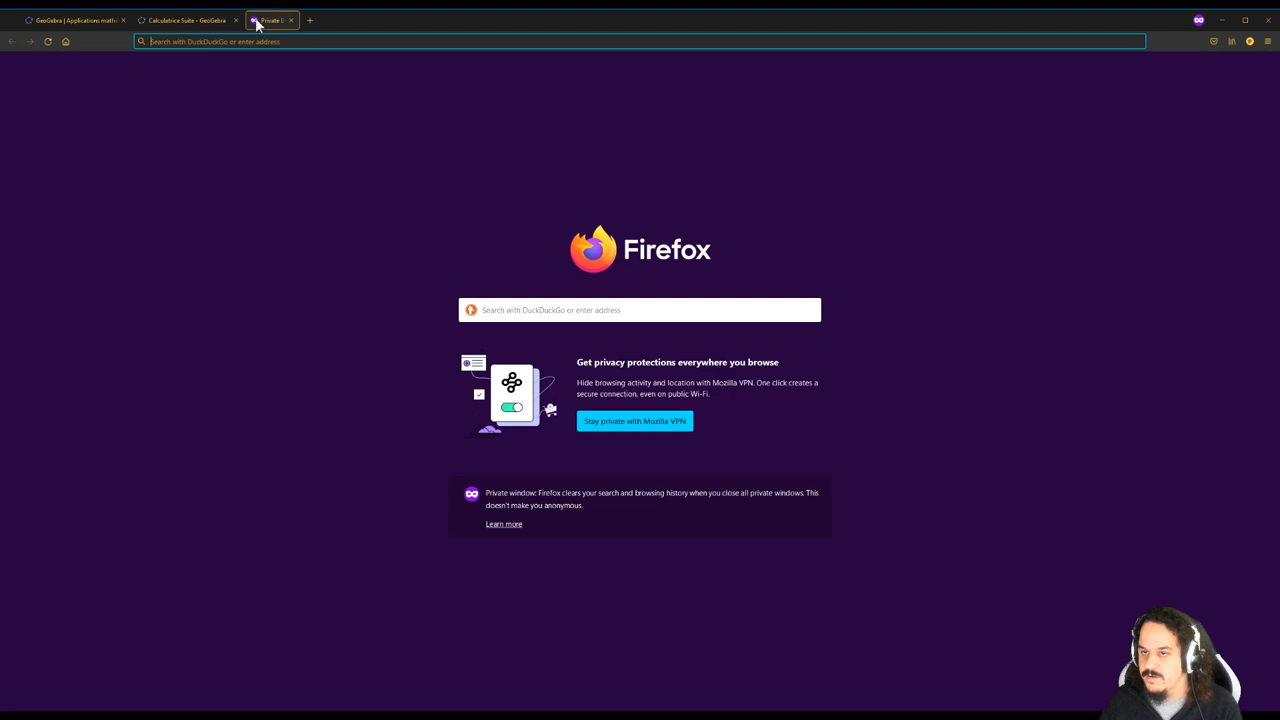 GeoGebra | Applications math
Calculatrice Suite - GeoGebra
Private
Search with DuckDuckGo or enter address
Firefox
Search with DuckDuckGo or enter address
Get privacy protections everywhere you browse
Hide browsing activity and location with Mozilla VPN. One click creates a
secure connection, even on public Wi-Fi.
Stay private with Mozilla VPN
Private window: Firefox clears your search and browsing history when you close all private windows. This
doesn't make you anonymous.
Learn more